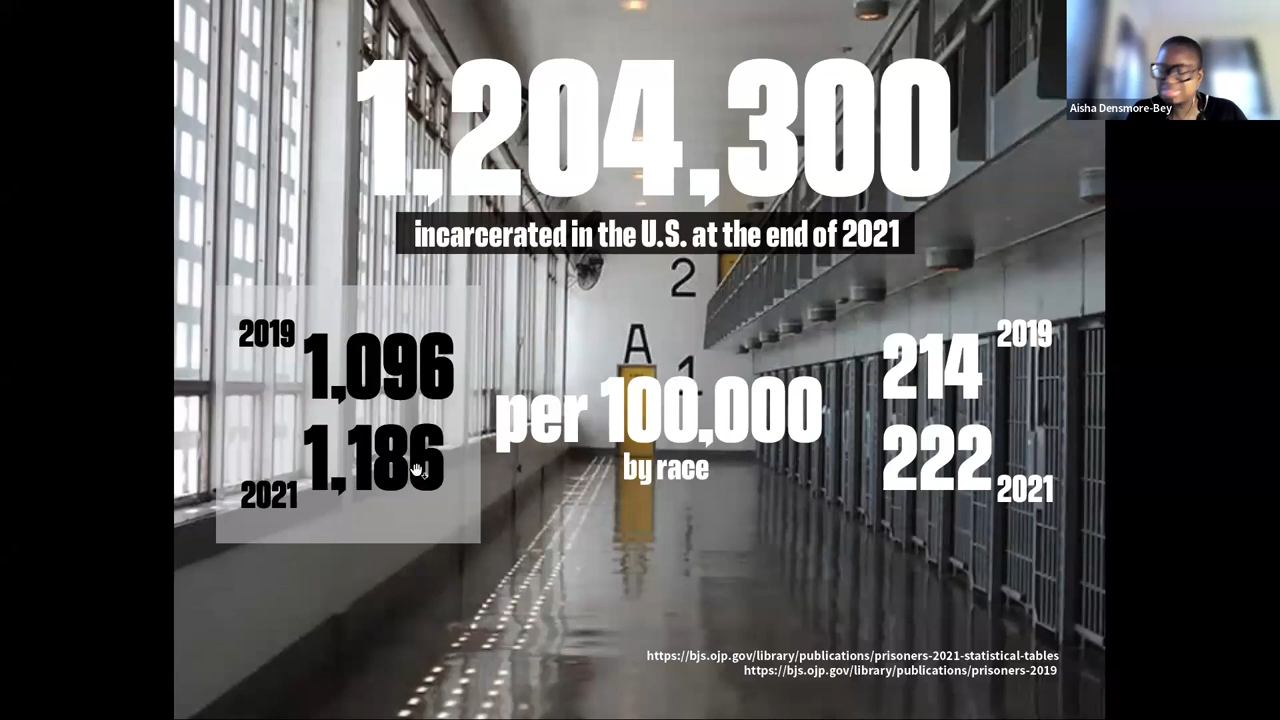 1,204,300
Aisha Densmore-Bey
incarcerated in the U.S. at the end of 2021
2
A
1
2019 1,096
2021 1,186
per 100,000
by race
214 2019
222 2021
https://bjs.ojp.gov/library/publications/prisoners-2021-statistical-tables
https://bjs.ojp.gov/library/publications/prisoners-2019